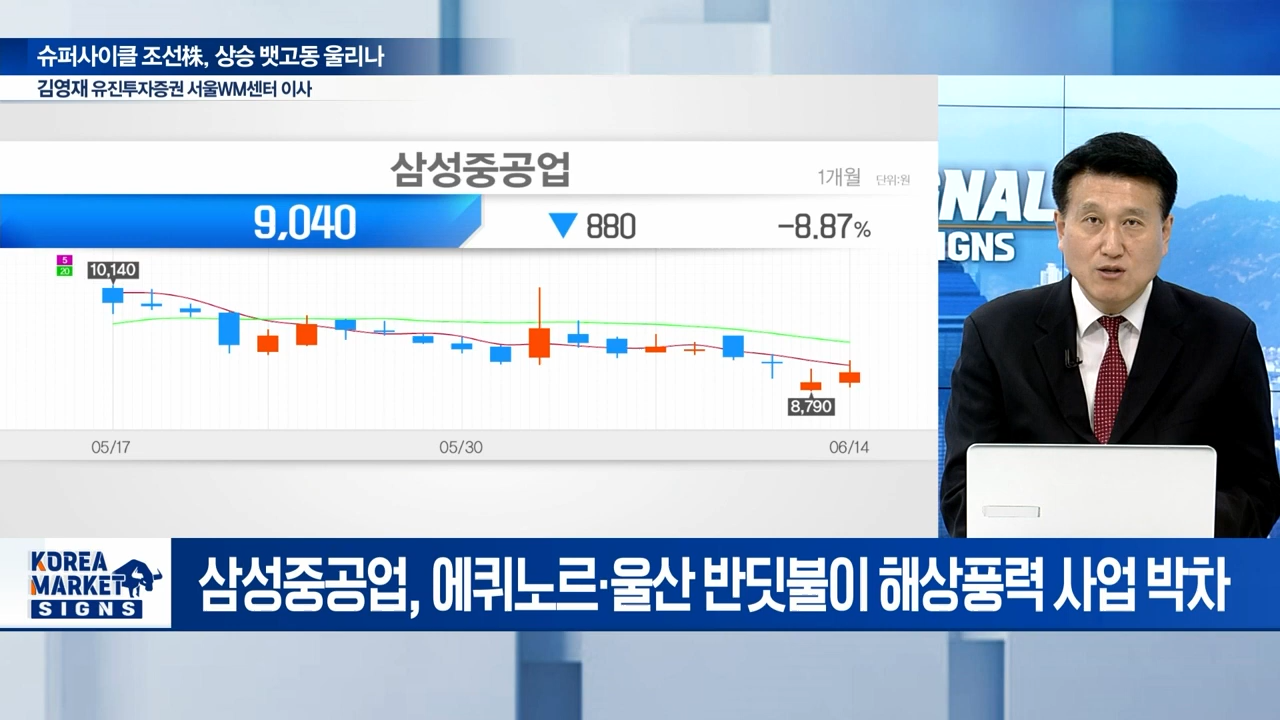 슈퍼사이클 조선株, 상승 뱃고동 울리나
김영재 유진투자증권 서울WM센터 이사
삼성중공업
1개월 단위:원
9,040 ▼ 880 -8.87%
5
20
10,140
8,790
05/17 05/30 06/14
GNAL
IGNS
KOREA
MARKET
SIGNS
삼성중공업, 에퀴노르·울산 반딧불이 해상풍력 사업 박차